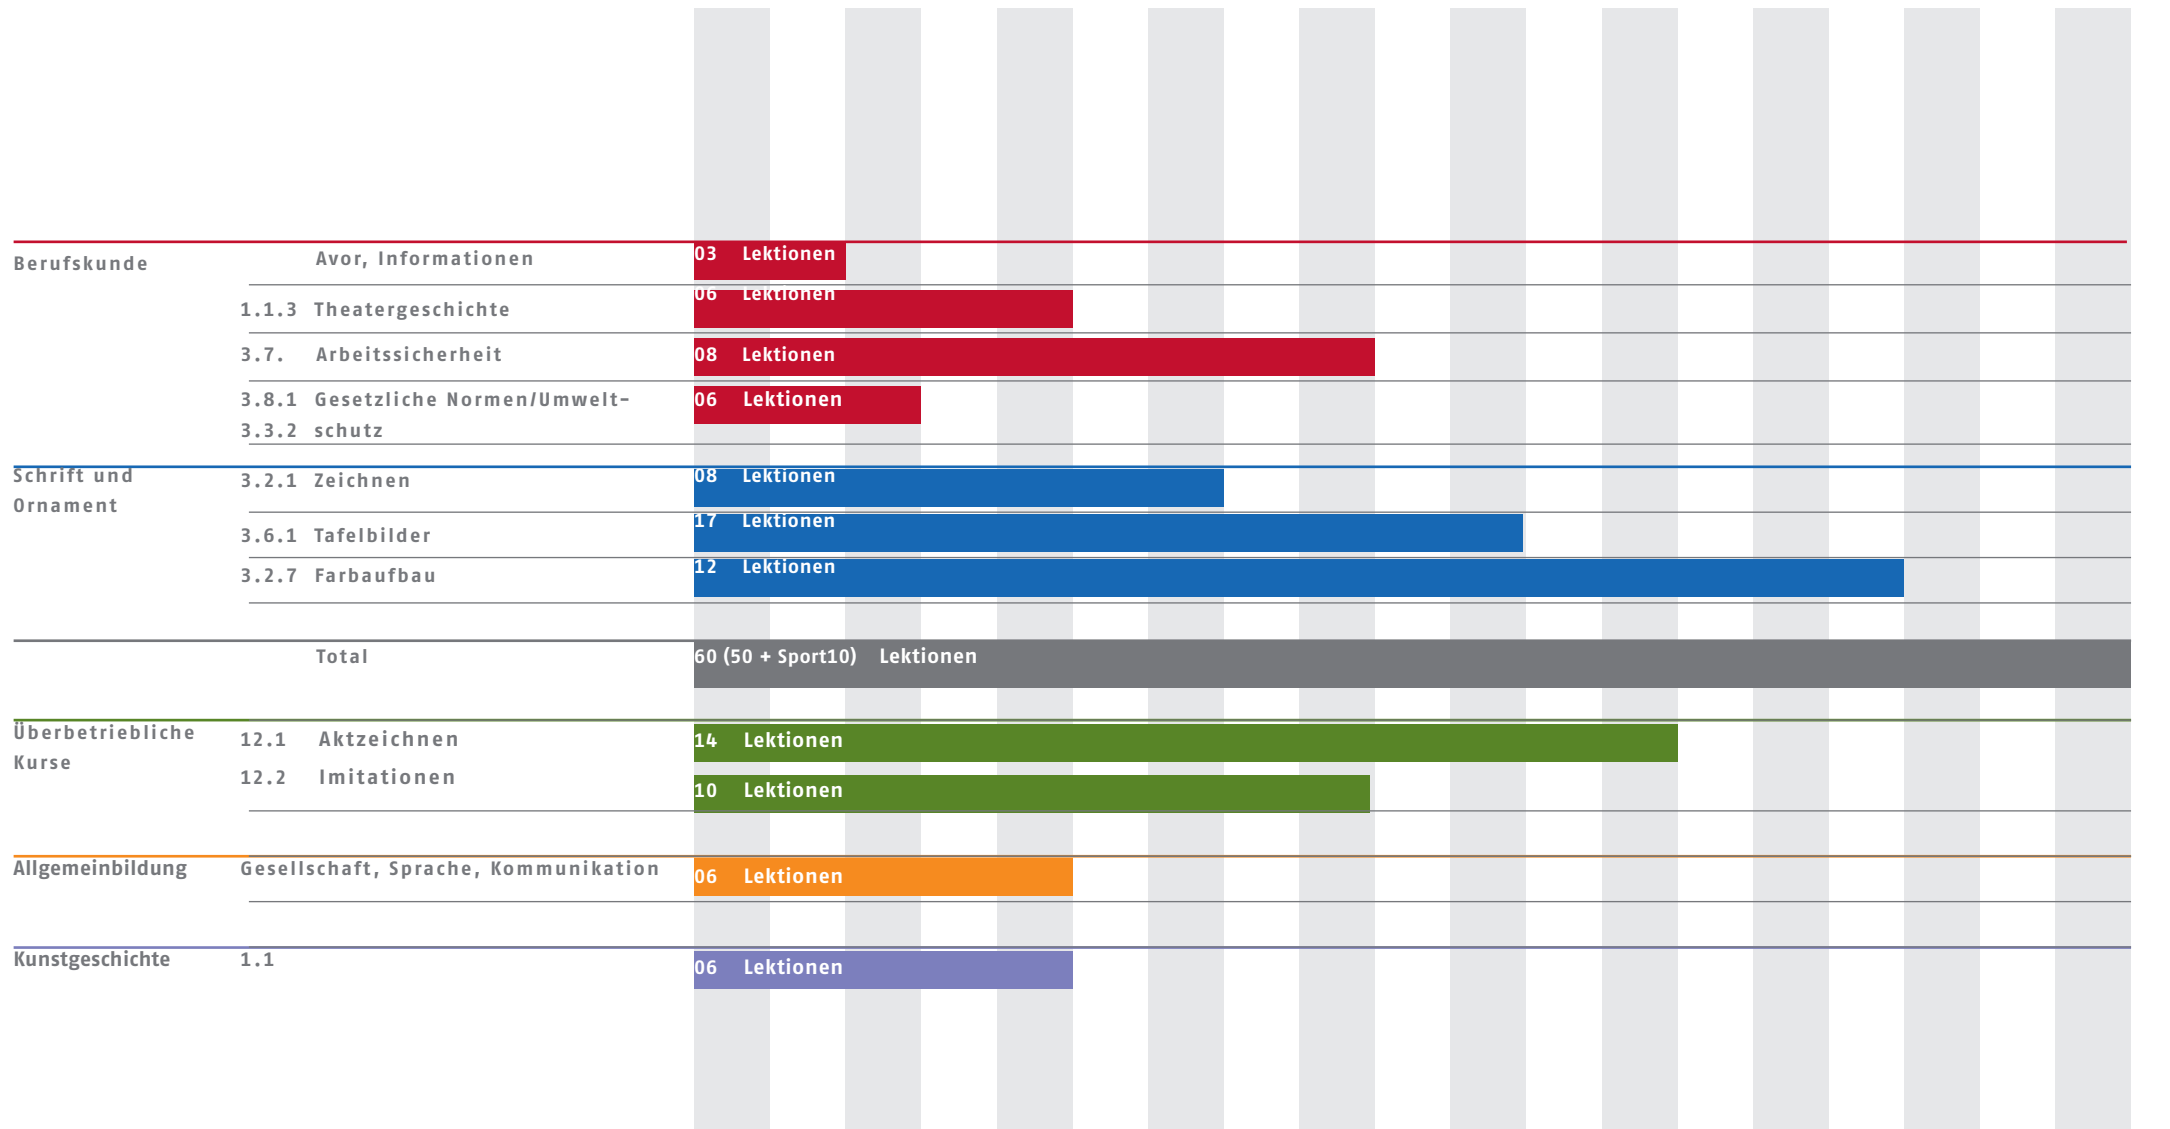 Berufskunde Avor, Informationen 03 Lektionen
1.1.3 Theatergeschichte 06 Lektionen
3.7. Arbeitssicherheit 08 Lektionen
3.8.1 Gesetzliche Normen/Umwelt- 06 Lektionen
3.3.2 schutz
Schrift und 3.2.1 Zeichnen 08 Lektionen
Ornament
3.6.1 Tafelbilder 17 Lektionen
3.2.7 Farbaufbau 12 Lektionen
Total 60 (50 + Sport10) Lektionen
Überbetriebliche 12.1 Aktzeichnen 14 Lektionen
Kurse
12.2 Imitationen 10 Lektionen
Allgemeinbildung Gesellschaft, Sprache, Kommunikation 06 Lektionen
Kunstgeschichte 1.1 06 Lektionen